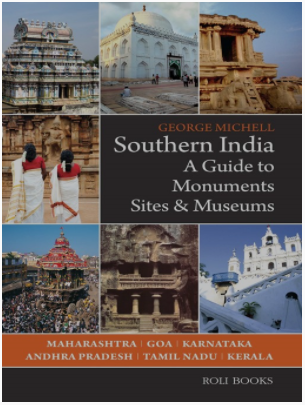 GEORGE MICHELL
Southern India
A Guide to
Monuments
Sites & Museums
MAHARASHTRA | GOA | KARNATAKA
ANDHRA PRADESH | TAMIL NADU | KERALA
ROLI BOOKS